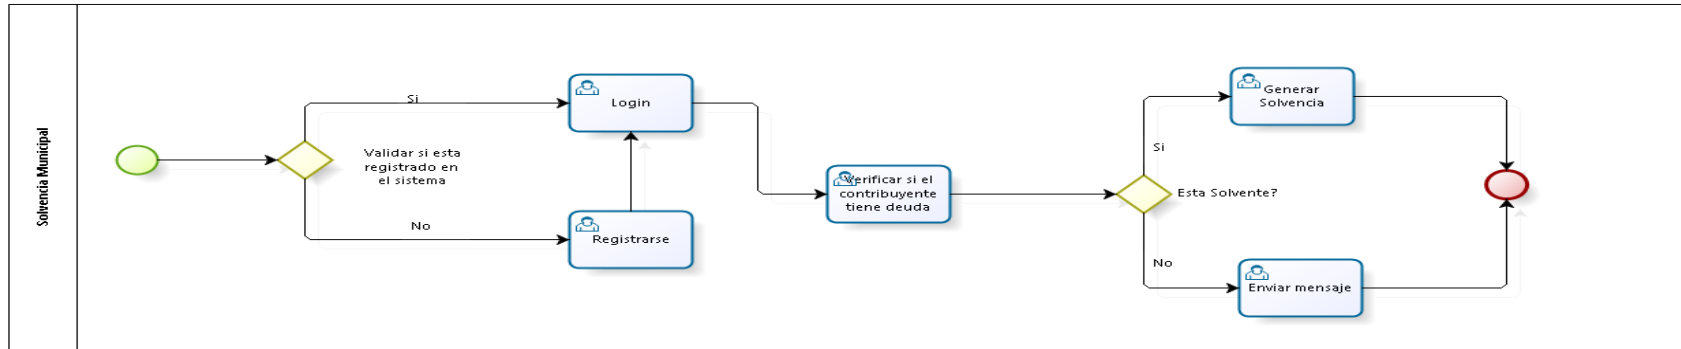 Solvencia Municipal
Si
Validar si esta
registrado en
el sistema
No
Login
Registrarse
Verificar si el
contribuyente
tiene deuda
Si
Esta Solvente?
No
Generar
Solvencia
Enviar mensaje